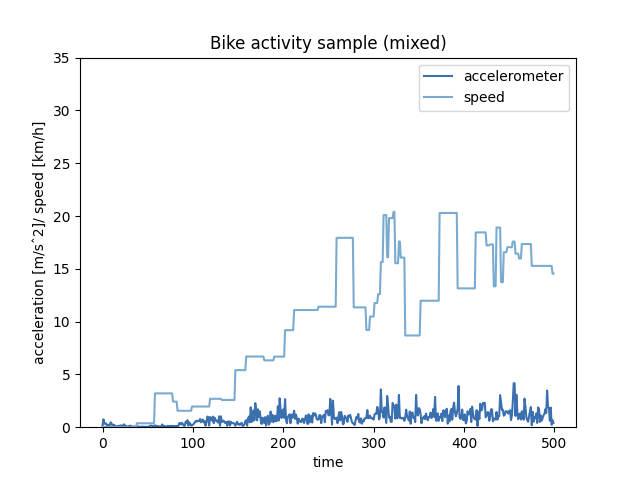 Bike activity sample (mixed)
accelerometer
speed
acceleration [m/s^2]/ speed [km/h]
35
30
25
20
15
10
5
0
0 100 200 300 400 500
time